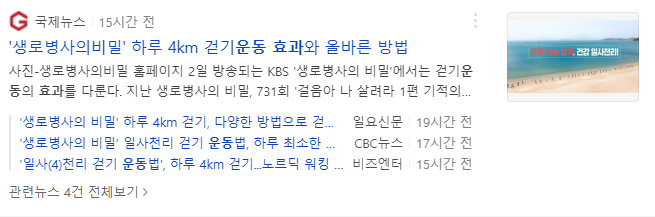 국제뉴스 15시간 전
'생로병사의비밀' 하루 4km 걷기운동 효과와 올바른 방법
사진-생로병사의비밀 홈페이지 2일 방송되는 KBS '생로병사의 비밀'에서는 걷기운
동의 효과를 다룬다. 지난 생로병사의 비밀, 731회 '걸음아 나 살려라 1편 기적의...
'생로병사의 비밀' 하루 4km 걷기, 다양한 방법으로 걷... 일요신문 19시간 전
'생로병사의 비밀' 일사천리 걷기 운동법, 하루 최소한 ... CBC뉴스 17시간 전
'일사(4)천리 걷기 운동법', 하루 4km 걷기...노르딕 워킹 ... 비즈엔터 15시간 전
관련뉴스 4건 전체보기 >
건강 일사천리!